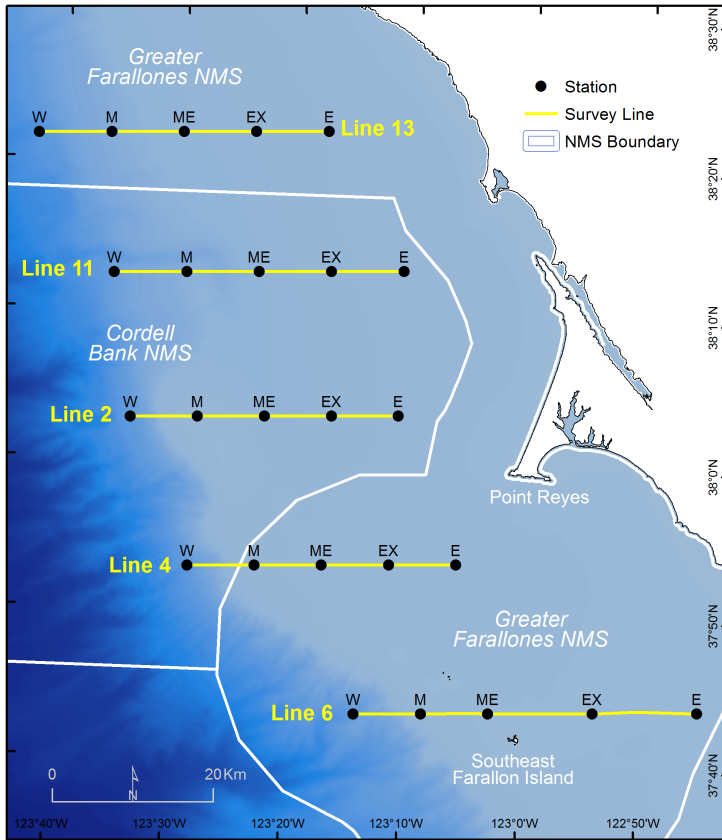 Greater
Farallones NMS
Station
Survey Line
NMS Boundary
W M ME EX E
Line 13
W M ME EX E
Line 11
Cordell
Bank NMS
W M ME EX E
Line 2
Point Reyes
W M ME EX E
Line 4
Greater
Farallones NMS
W M ME EX E
Line 6
Southeast
Farallon Island
0 20 Km
N
123°40'W 123°30'W 123°20'W 123°10'W 123°0'W 122°50'W
38°30'N
38°20'N
38°10'N
38°0'N
37°50'N
37°40'N